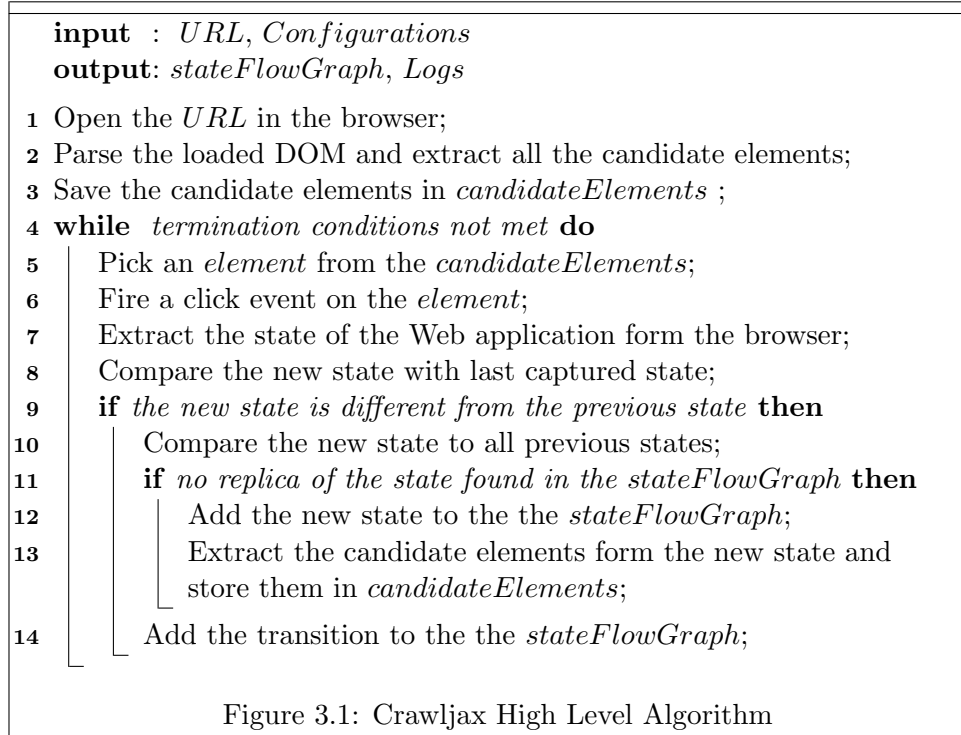 input : URL, Configurations
output: stateFlowGraph, Logs
1 Open the URL in the browser;
2 Parse the loaded DOM and extract all the candidate elements;
3 Save the candidate elements in candidateElements ;
4 while termination conditions not met do
5 Pick an element from the candidateElements;
6 Fire a click event on the element;
7 Extract the state of the Web application form the browser;
8 Compare the new state with last captured state;
9 if the new state is different from the previous state then
10 Compare the new state to all previous states;
11 if no replica of the state found in the stateFlowGraph then
12 Add the new state to the the stateFlowGraph;
13 Extract the candidate elements form the new state and
store them in candidateElements;
14 Add the transition to the the stateFlowGraph;
Figure 3.1: Crawljax High Level Algorithm